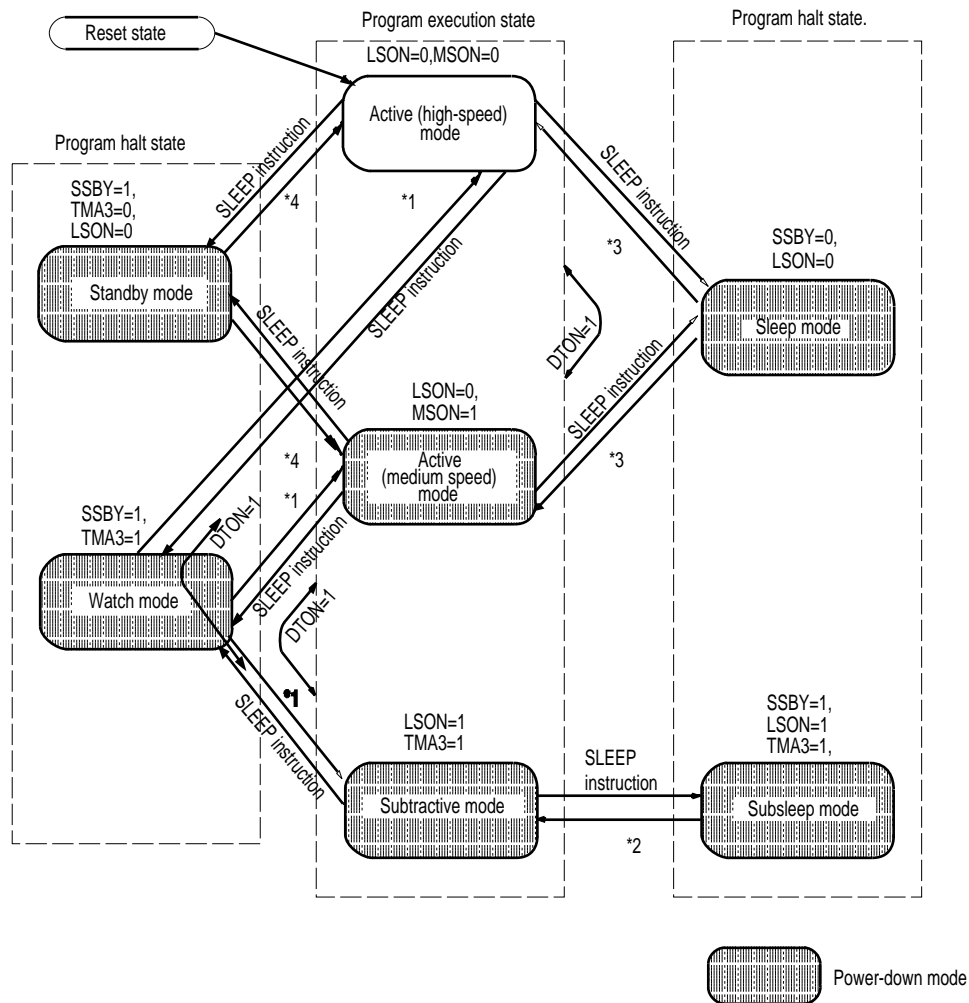 Program execution state
Program halt state.
Reset state
LSON=0,MSON=0
Active (high-speed)
mode
Program halt state
SLEEP instruction
SLEEP instruction
SSBY=1,
TMA3=0,
LSON=0
*4
*1
*3
SSBY=0,
LSON=0
Standby mode
SLEEP instruction
Sleep mode
SLEEP instruction
DTON=1
SLEEP instruction
LSON=0,
MSON=1
*4
Active
(medium speed)
mode
*3
*1
SSBY=1,
TMA3=1
DTON=1
SLEEP instruction
Watch mode
DTON=1
*1
SLEEP instruction
LSON=1
TMA3=1
SSBY=1,
LSON=1
TMA3=1,
SLEEP
instruction
Subtractive mode
Subsleep mode
*2
Power-down mode